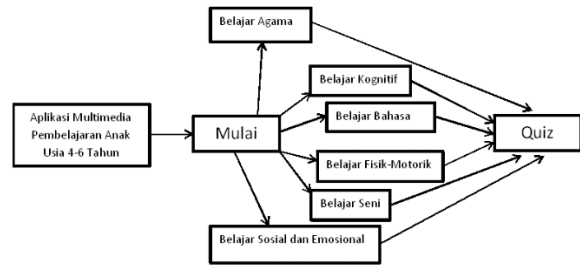 Belajar Agama
Belajar Kognitif
Aplikasi Multimedia
Pembelajaran Anak
Usia 4-6 Tahun
Mulai
Belajar Bahasa
Quiz
Belajar Fisik-Motorik
Belajar Seni
Belajar Sosial dan Emosional